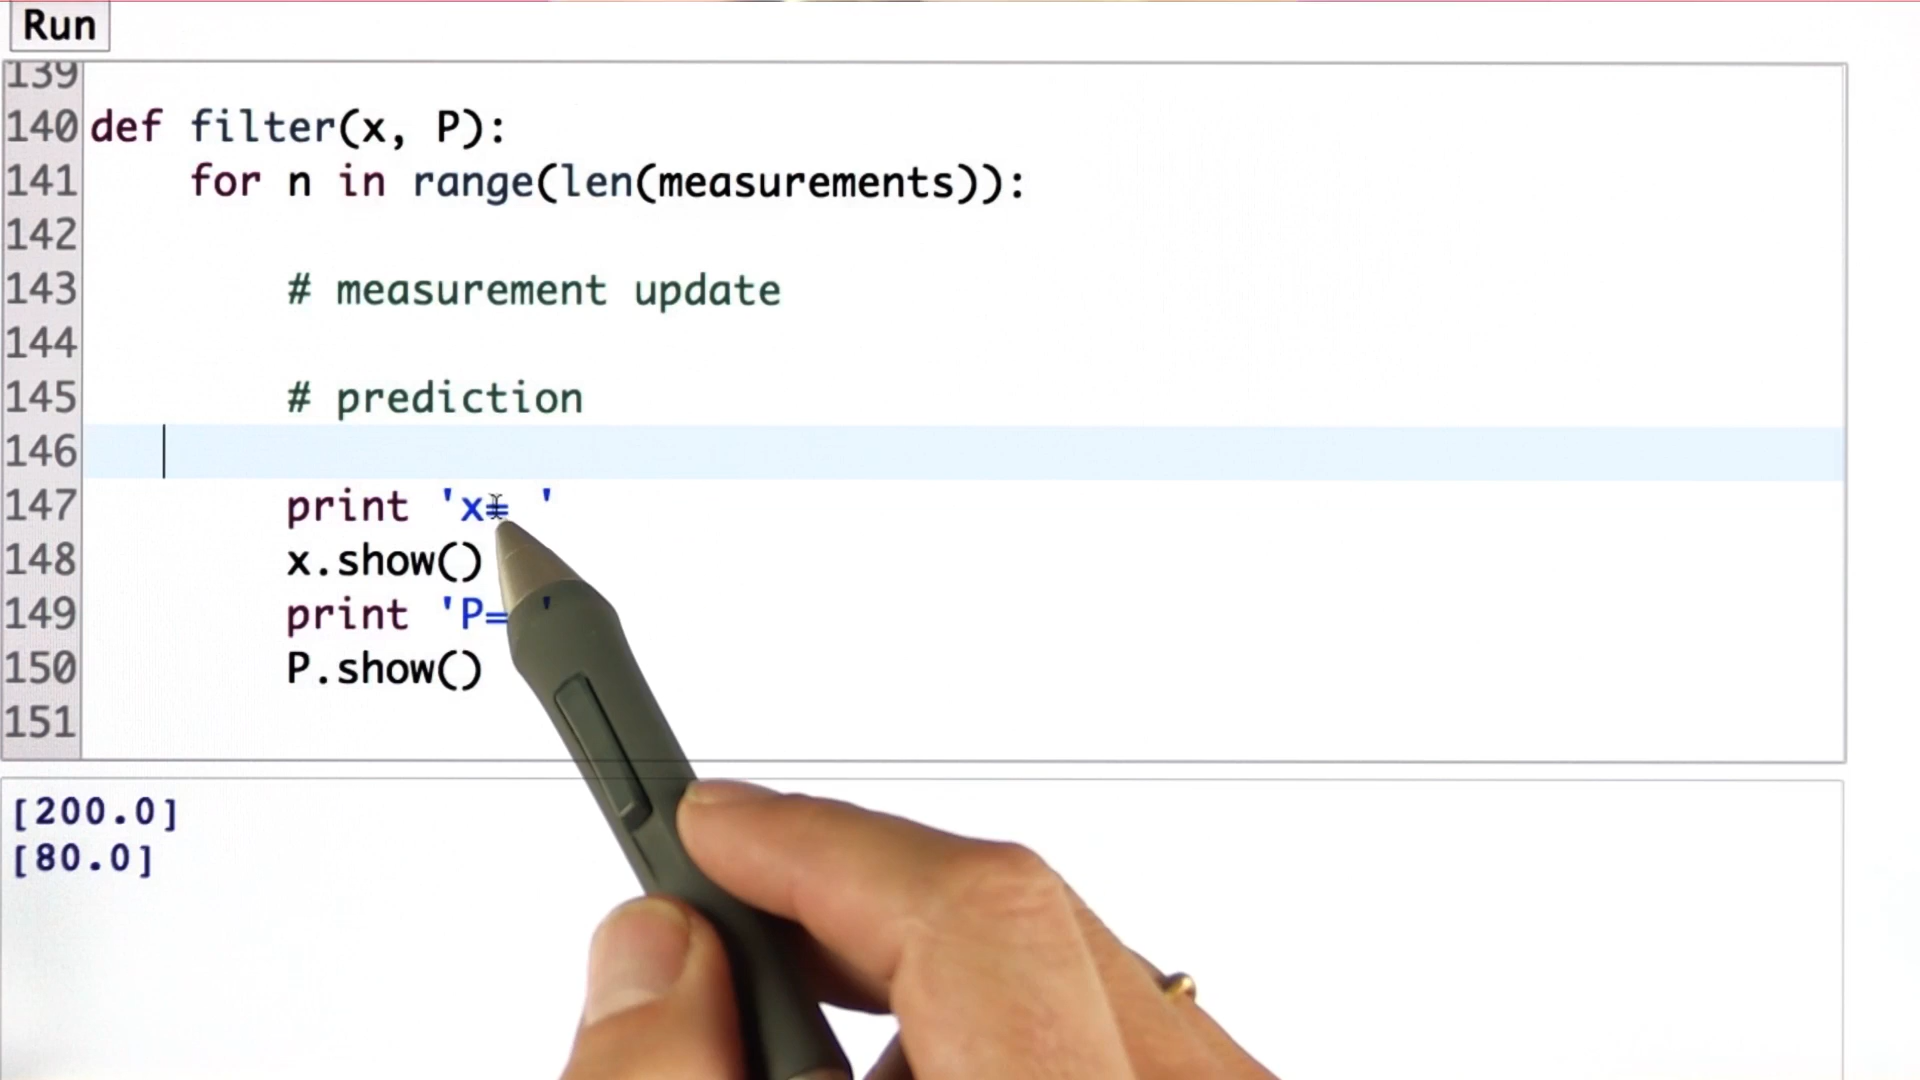 Run
139
140 def filter(x, P):
141 for n in range(len(measurements)):
142
143 # measurement update
144
145 # prediction
146
147 print 'x= '
148 x.show()
149 print 'P= '
150 P.show()
151
[200.0]
[80.0]